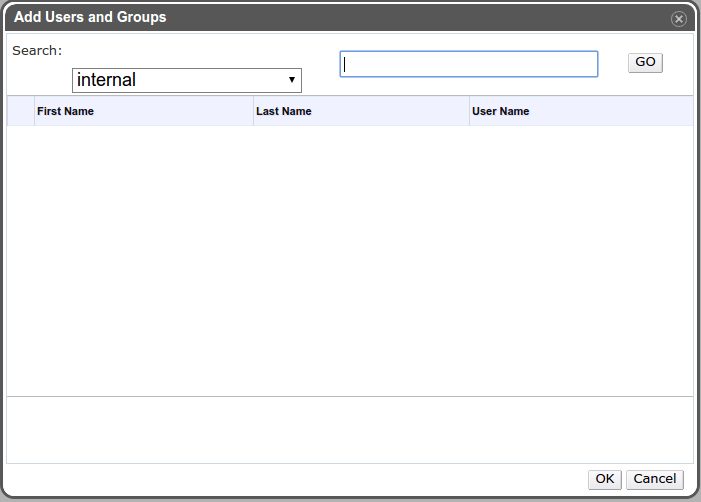 Add Users and Groups
Search:
internal
GO
First Name Last Name User Name
OK Cancel